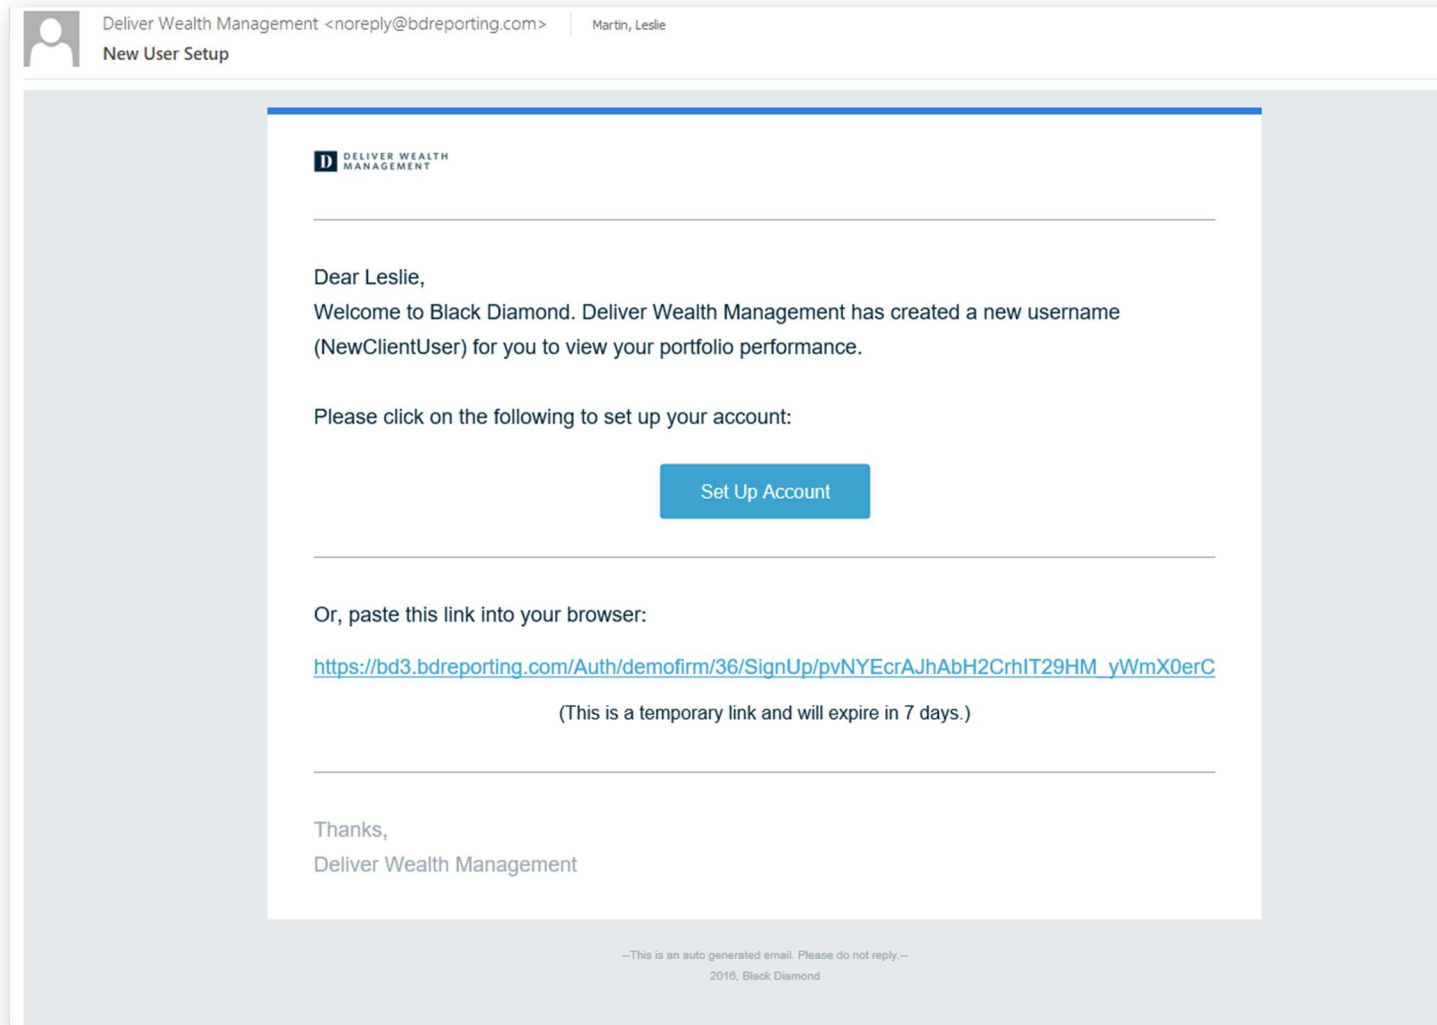 Deliver Wealth Management <noreply@bdreporting.com>
Martin, Leslie
New User Setup
D DELIVER WEALTH
MANAGEMENT
Dear Leslie,
Welcome to Black Diamond. Deliver Wealth Management has created a new username
(NewClientUser) for you to view your portfolio performance.
Please click on the following to set up your account:
Set Up Account
Or, paste this link into your browser:
https://bd3.bdreporting.com/Auth/demofirm/36/SignUp/pvNYEcrAJhAbH2CrhIT29HM_yWmX0erC
(This is a temporary link and will expire in 7 days.)
Thanks,
Deliver Wealth Management
--This is an auto generated email. Please do not reply.--
2016, Black Diamond